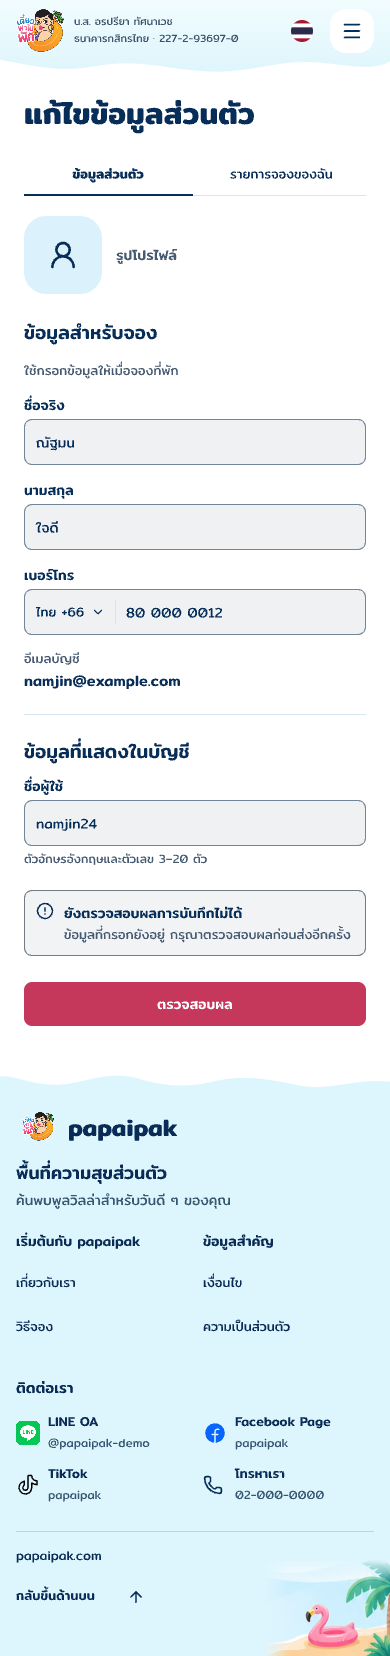 น.ส. อรปรียา ทัศนาเวช
ธนาคารกสิกรไทย · 227-2-93697-0
แก้ไขข้อมูลส่วนตัว
ข้อมูลส่วนตัว
รายการจองของฉัน
รูปโปรไฟล์
ข้อมูลสำหรับจอง
ใช้กรอกข้อมูลให้เมื่อจองที่พัก
ชื่อจริง
ณัฐมน
นามสกุล
ใจดี
เบอร์โทร
ไทย +66 80 000 0012
อีเมลบัญชี
namjin@example.com
ข้อมูลที่แสดงในบัญชี
ชื่อผู้ใช้
namjin24
ตัวอักษรอังกฤษและตัวเลข 3–20 ตัว
ยังตรวจสอบผลการบันทึกไม่ได้
ข้อมูลที่กรอกยังอยู่ กรุณาตรวจสอบผลก่อนส่งอีกครั้ง
ตรวจสอบผล
papaipak
พื้นที่ความสุขส่วนตัว
ค้นพบพูลวิลล่าสำหรับวันดี ๆ ของคุณ
เริ่มต้นกับ papaipak
เกี่ยวกับเรา
วิธีจอง
ข้อมูลสำคัญ
เงื่อนไข
ความเป็นส่วนตัว
ติดต่อเรา
LINE OA
@papaipak-demo
Facebook Page
papaipak
TikTok
papaipak
โทรหาเรา
02-000-0000
papaipak.com
กลับขึ้นด้านบน